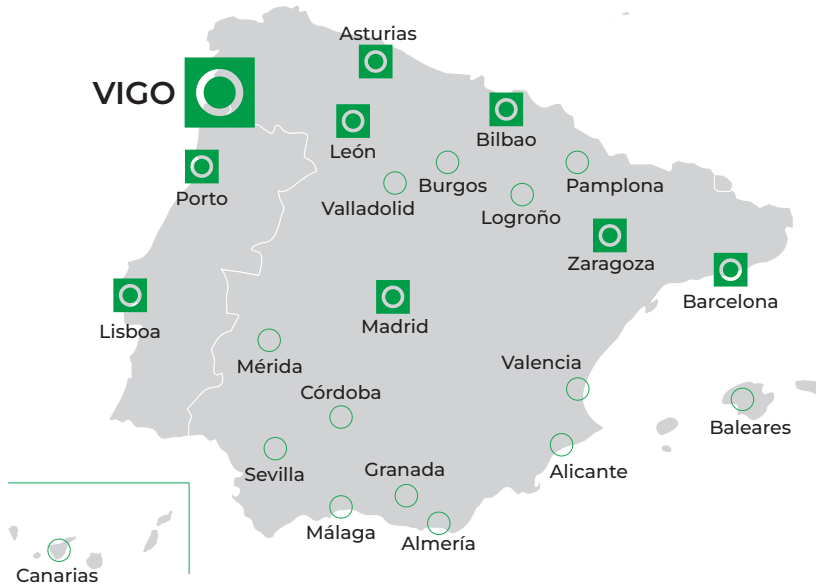 Asturias
VIGO
León
Bilbao
Porto
Burgos
Pamplona
Valladolid
Logroño
Zaragoza
Barcelona
Lisboa
Madrid
Mérida
Valencia
Córdoba
Baleares
Sevilla
Granada
Alicante
Málaga
Almería
Canarias